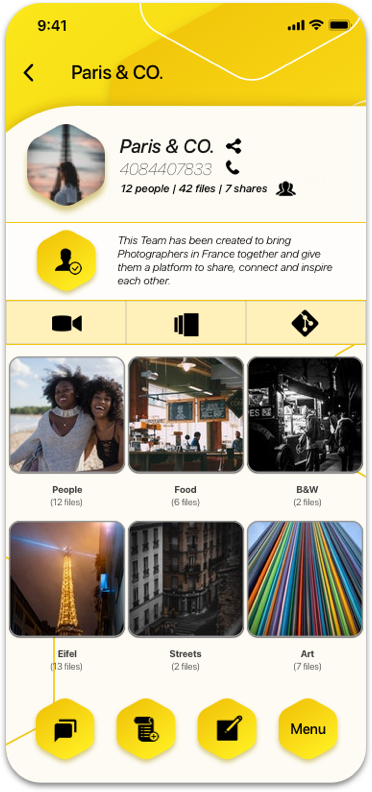 9:41
Paris & CO.
Paris & CO.
4084407833
12 people | 42 files | 7 shares
This Team has been created to bring
Photographers in France together and give
them a platform to share, connect and inspire
each other.
People
(12 files)
Food
(6 files)
B&W
(2 files)
Eifel
(13 files)
Streets
(2 files)
Art
(7 files)
Menu